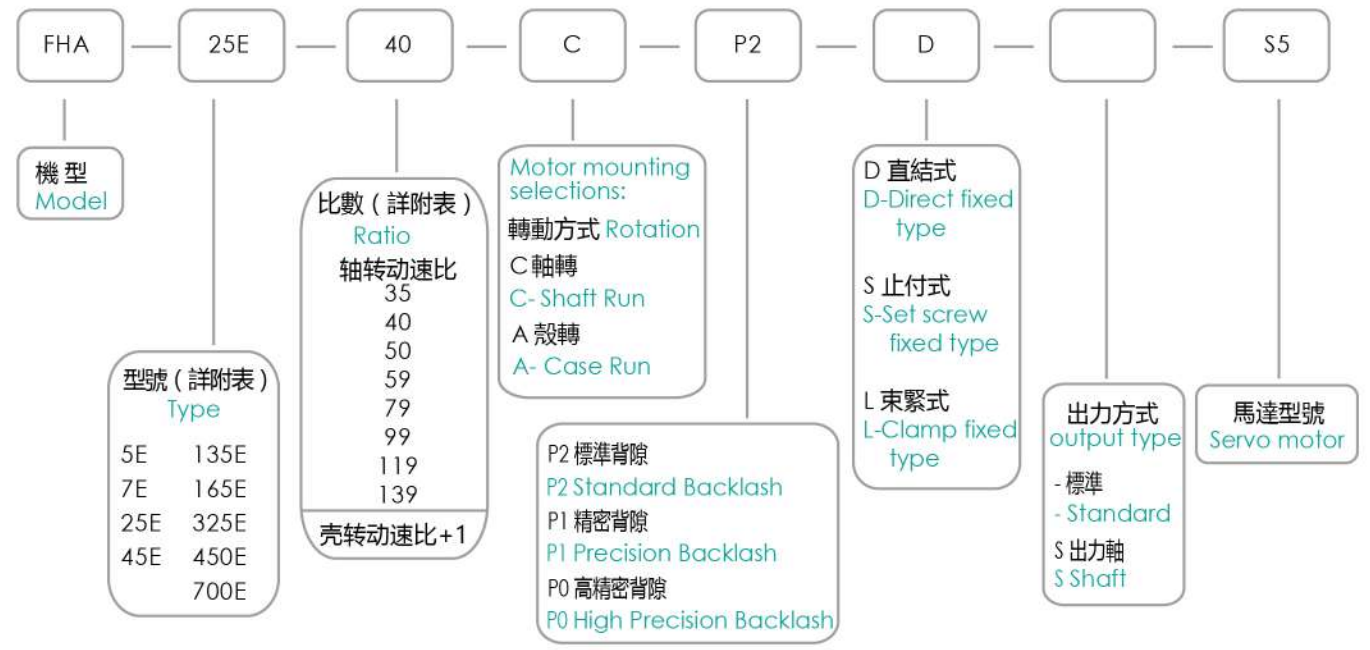 FHA
25E
40
C
P2
D
S5
機型
Model
型號(詳附表)
Type
5E 135E
7E 165E
25E 325E
45E 450E
700E
比數(詳附表)
Ratio
轴转动速比
35
40
50
59
79
99
119
139
壳转动速比+1
Motor mounting
selections:
轉動方式 Rotation
C 軸轉
C- Shaft Run
A 殼轉
A- Case Run
P2 標準背隙
P2 Standard Backlash
P1 精密背隙
P1 Precision Backlash
P0 高精密背隙
P0 High Precision Backlash
D 直結式
D-Direct fixed
type
S 止付式
S-Set screw
fixed type
L 束緊式
L-Clamp fixed
type
出力方式
output type
- 標準
- Standard
S 出力軸
S Shaft
馬達型號
Servo motor